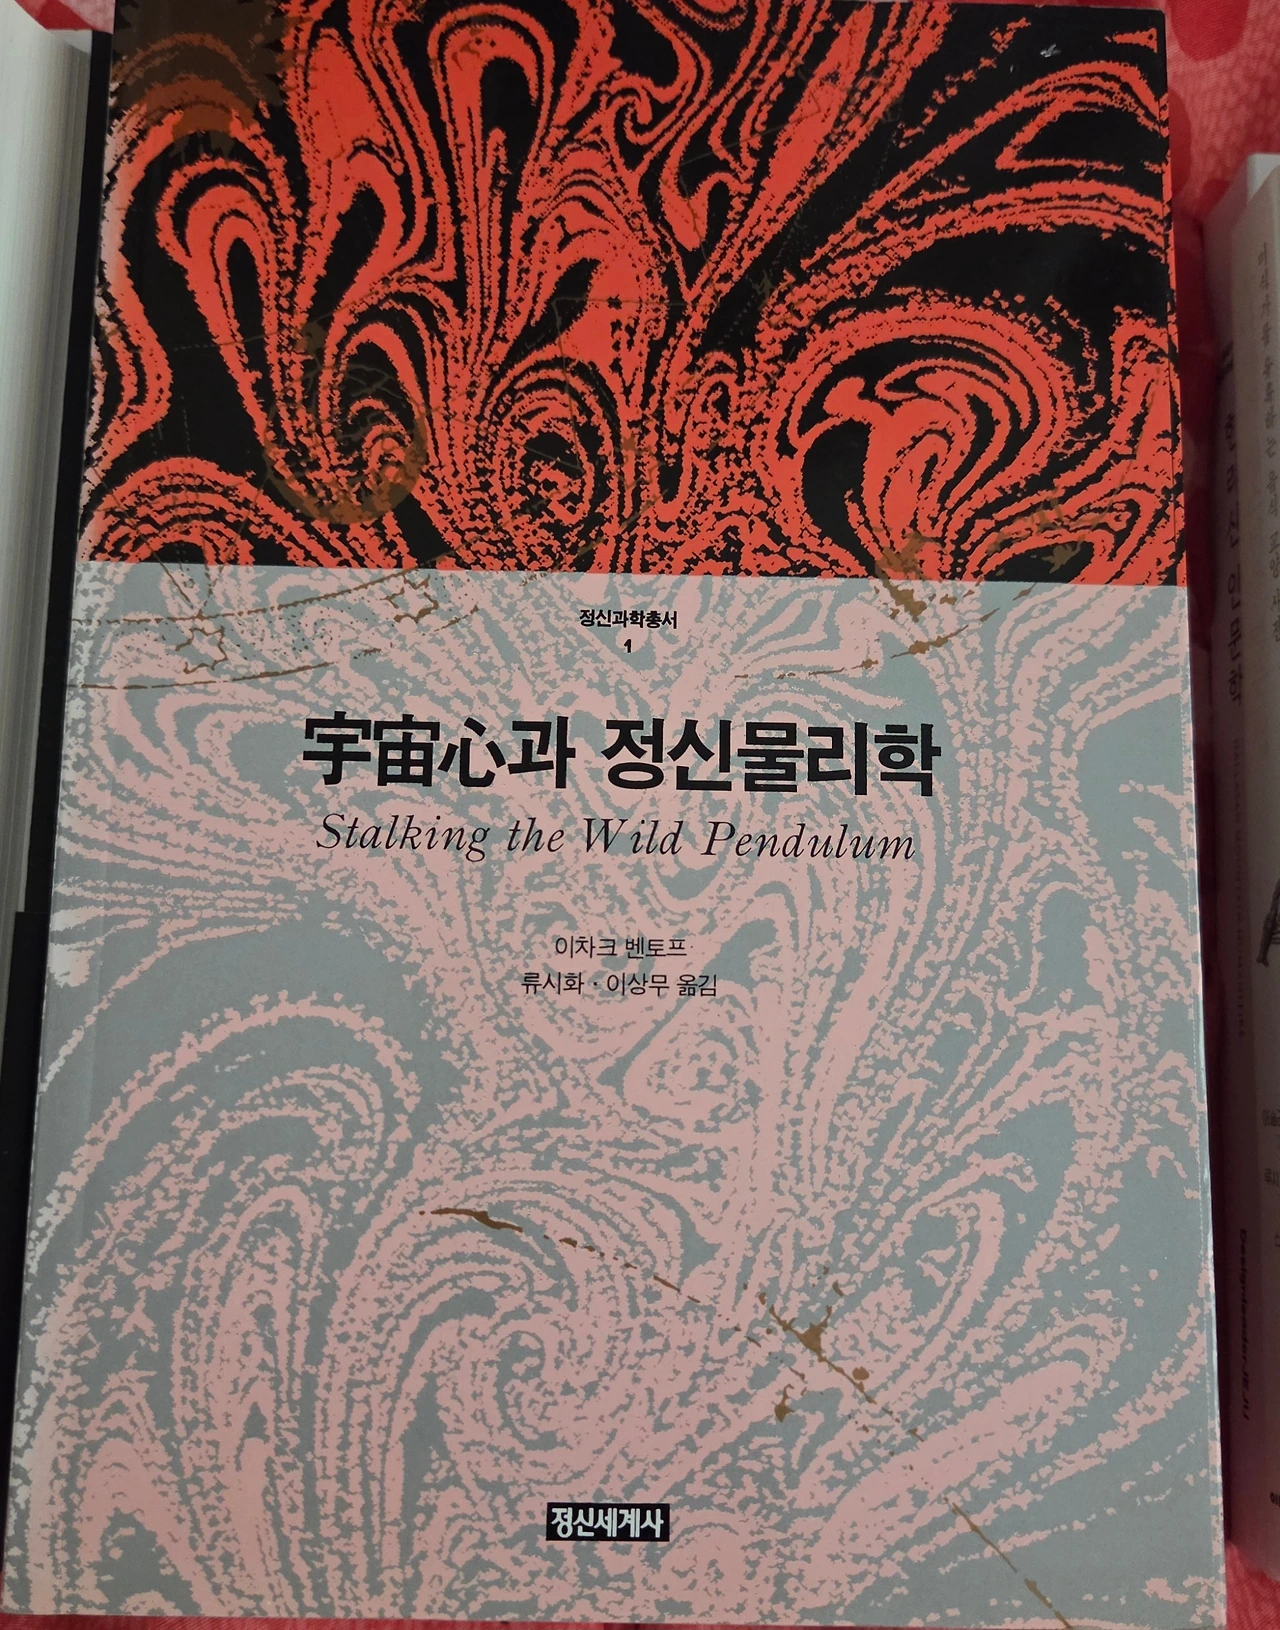 정신과학총서
1
宇宙心과 정신물리학
Stalking the Wild Pendulum
이차크 벤토프
류시화 · 이상무 옮김
정신세계사